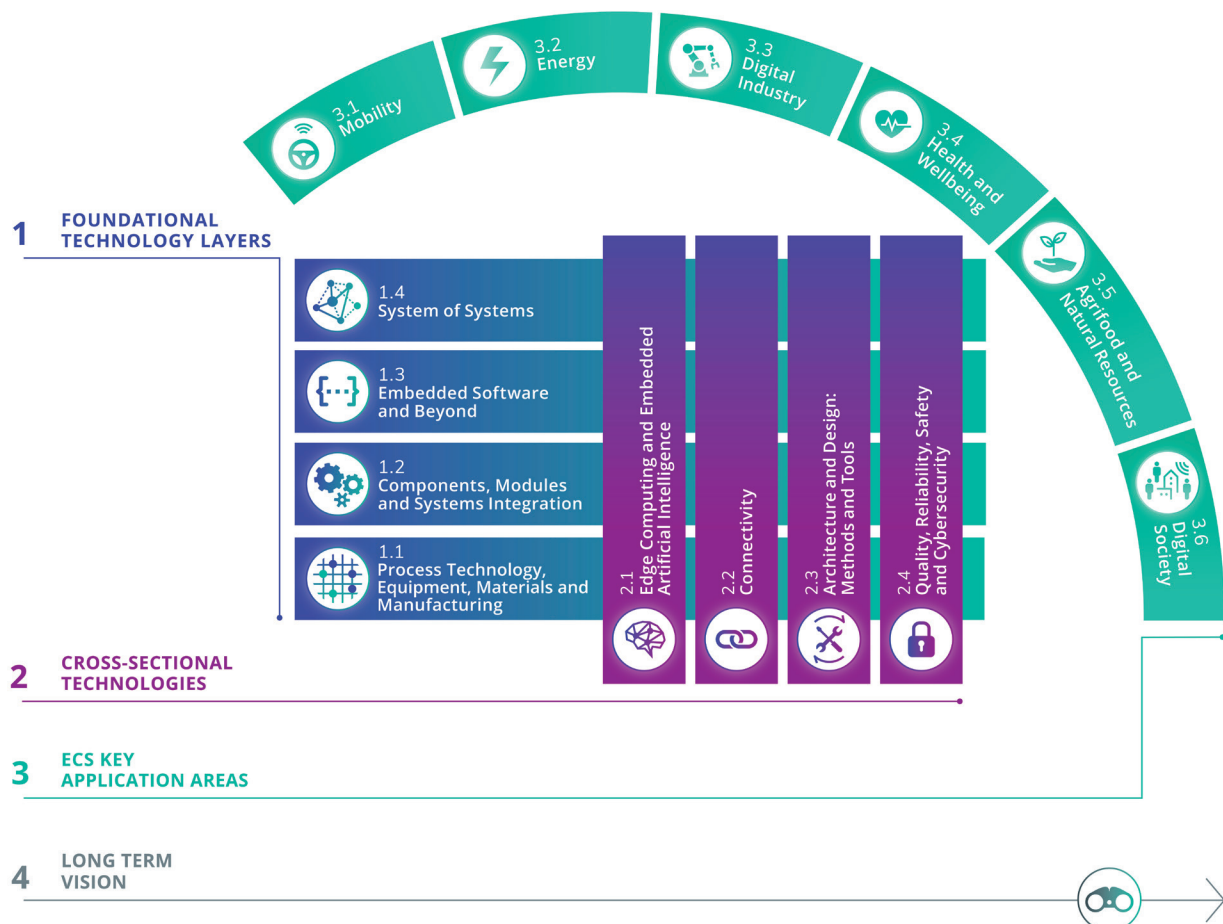 3.1
Mobility
3.2
Energy
3.3
Digital
Industry
3.4
Health and
Wellbeing
3.5
Agrifood and
Natural Resources
3.6
Digital
Society
1
FOUNDATIONAL
TECHNOLOGY LAYERS
1.4
System of Systems
1.3
Embedded Software
and Beyond
1.2
Components, Modules
and Systems Integration
1.1
Process Technology,
Equipment, Materials and
Manufacturing
2.1
Edge Computing and Embedded
Artificial Intelligence
2.2
Connectivity
2.3
Architecture and Design:
Methods and Tools
2.4
Quality, Reliability, Safety
and Cybersecurity
2
CROSS-SECTIONAL
TECHNOLOGIES
3
ECS KEY
APPLICATION AREAS
4
LONG TERM
VISION